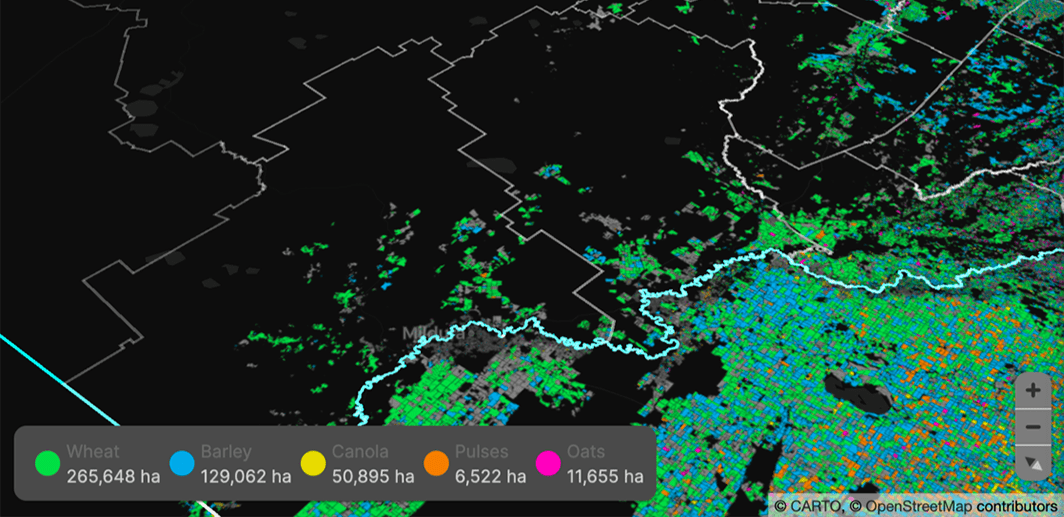 Mildura
Wheat
265,648 ha
Barley
129,062 ha
Canola
50,895 ha
Pulses
6,522 ha
Oats
11,655 ha
© CARTO, © OpenStreetMap contributors